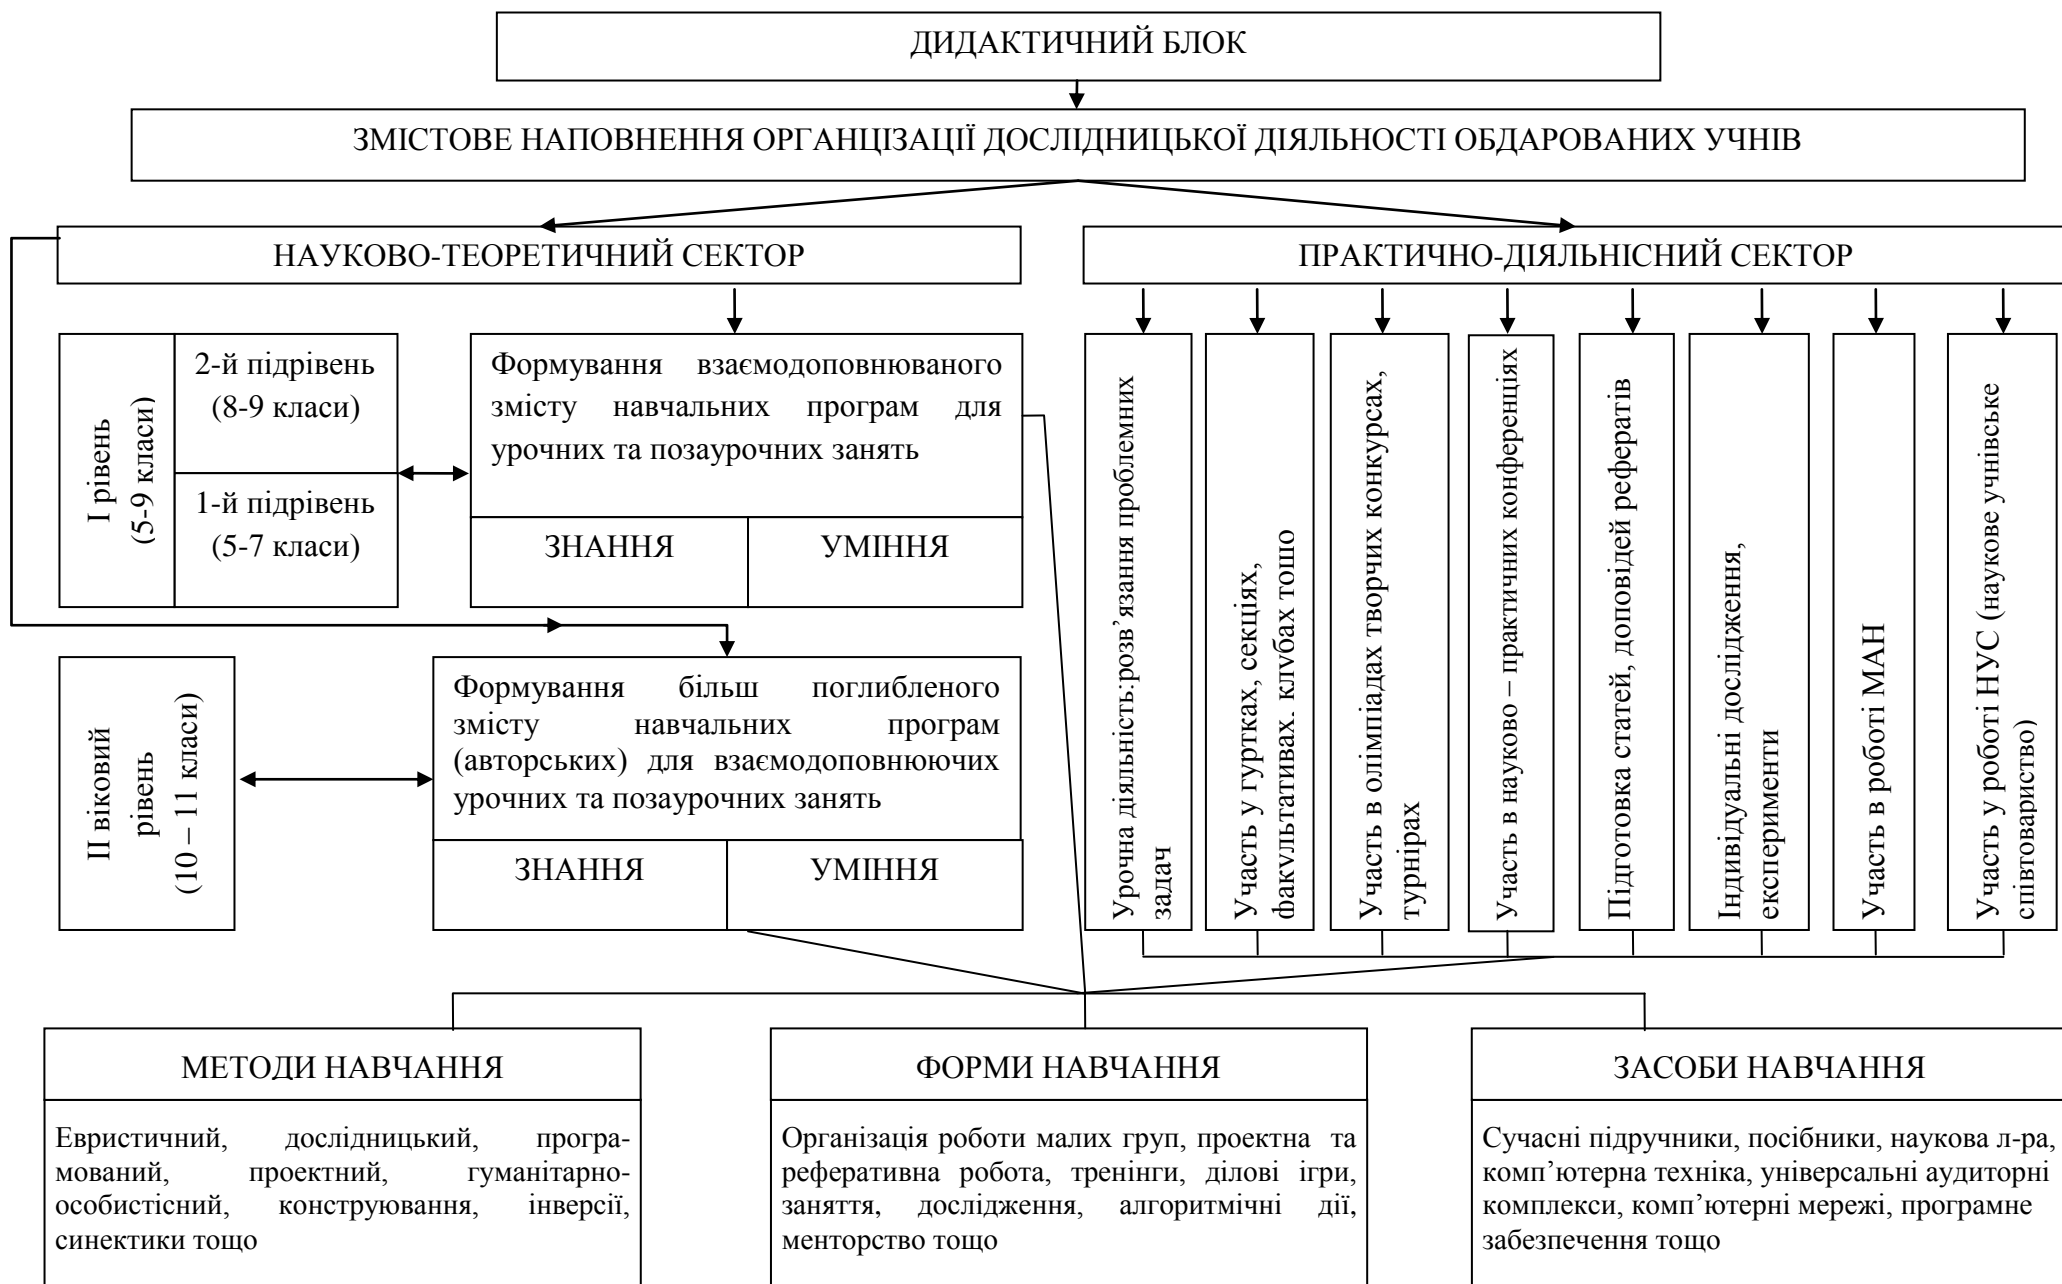 ДИДАКТИЧНИЙ БЛОК
ЗМІСТОВЕ НАПОВНЕННЯ ОРГАНЦІЗАЦІЇ ДОСЛІДНИЦЬКОЇ ДІЯЛЬНОСТІ ОБДАРОВАНИХ УЧНІВ
НАУКОВО-ТЕОРЕТИЧНИЙ СЕКТОР
ПРАКТИЧНО-ДІЯЛЬНІСНИЙ СЕКТОР
І рівень
(5-9 класи)
2-й підрівень
(8-9 класи)
1-й підрівень
(5-7 класи)
Формування взаємодоповнюваного
змісту навчальних програм для
урочних та позаурочних занять
ЗНАННЯ
УМІННЯ
ІІ віковий
рівень
(10 – 11 класи)
Формування більш поглибленого
змісту навчальних програм
(авторських) для взаємодоповнюючих
урочних та позаурочних занять
ЗНАННЯ
УМІННЯ
Урочна діяльність:розв’язання проблемних
задач
Участь у гуртках, секціях,
факультативах, клубах тощо
Участь в олімпіадах творчих конкурсах,
турнірах
Участь в науково – практичних конференціях
Підготовка статей, доповідей рефератів
Індивідуальні дослідження,
експерименти
Участь в роботі МАН
Участь у роботі НУС (наукове учнівське
співтовариство)
МЕТОДИ НАВЧАННЯ
Евристичний, дослідницький, програ-
мований, проектний, гуманітарно-
особистісний, конструювання, інверсії,
синектики тощо
ФОРМИ НАВЧАННЯ
Організація роботи малих груп, проектна та
реферативна робота, тренінги, ділові ігри,
заняття, дослідження, алгоритмічні дії,
менторство тощо
ЗАСОБИ НАВЧАННЯ
Сучасні підручники, посібники, наукова л-ра,
комп’ютерна техніка, універсальні аудиторні
комплекси, комп’ютерні мережі, програмне
забезпечення тощо